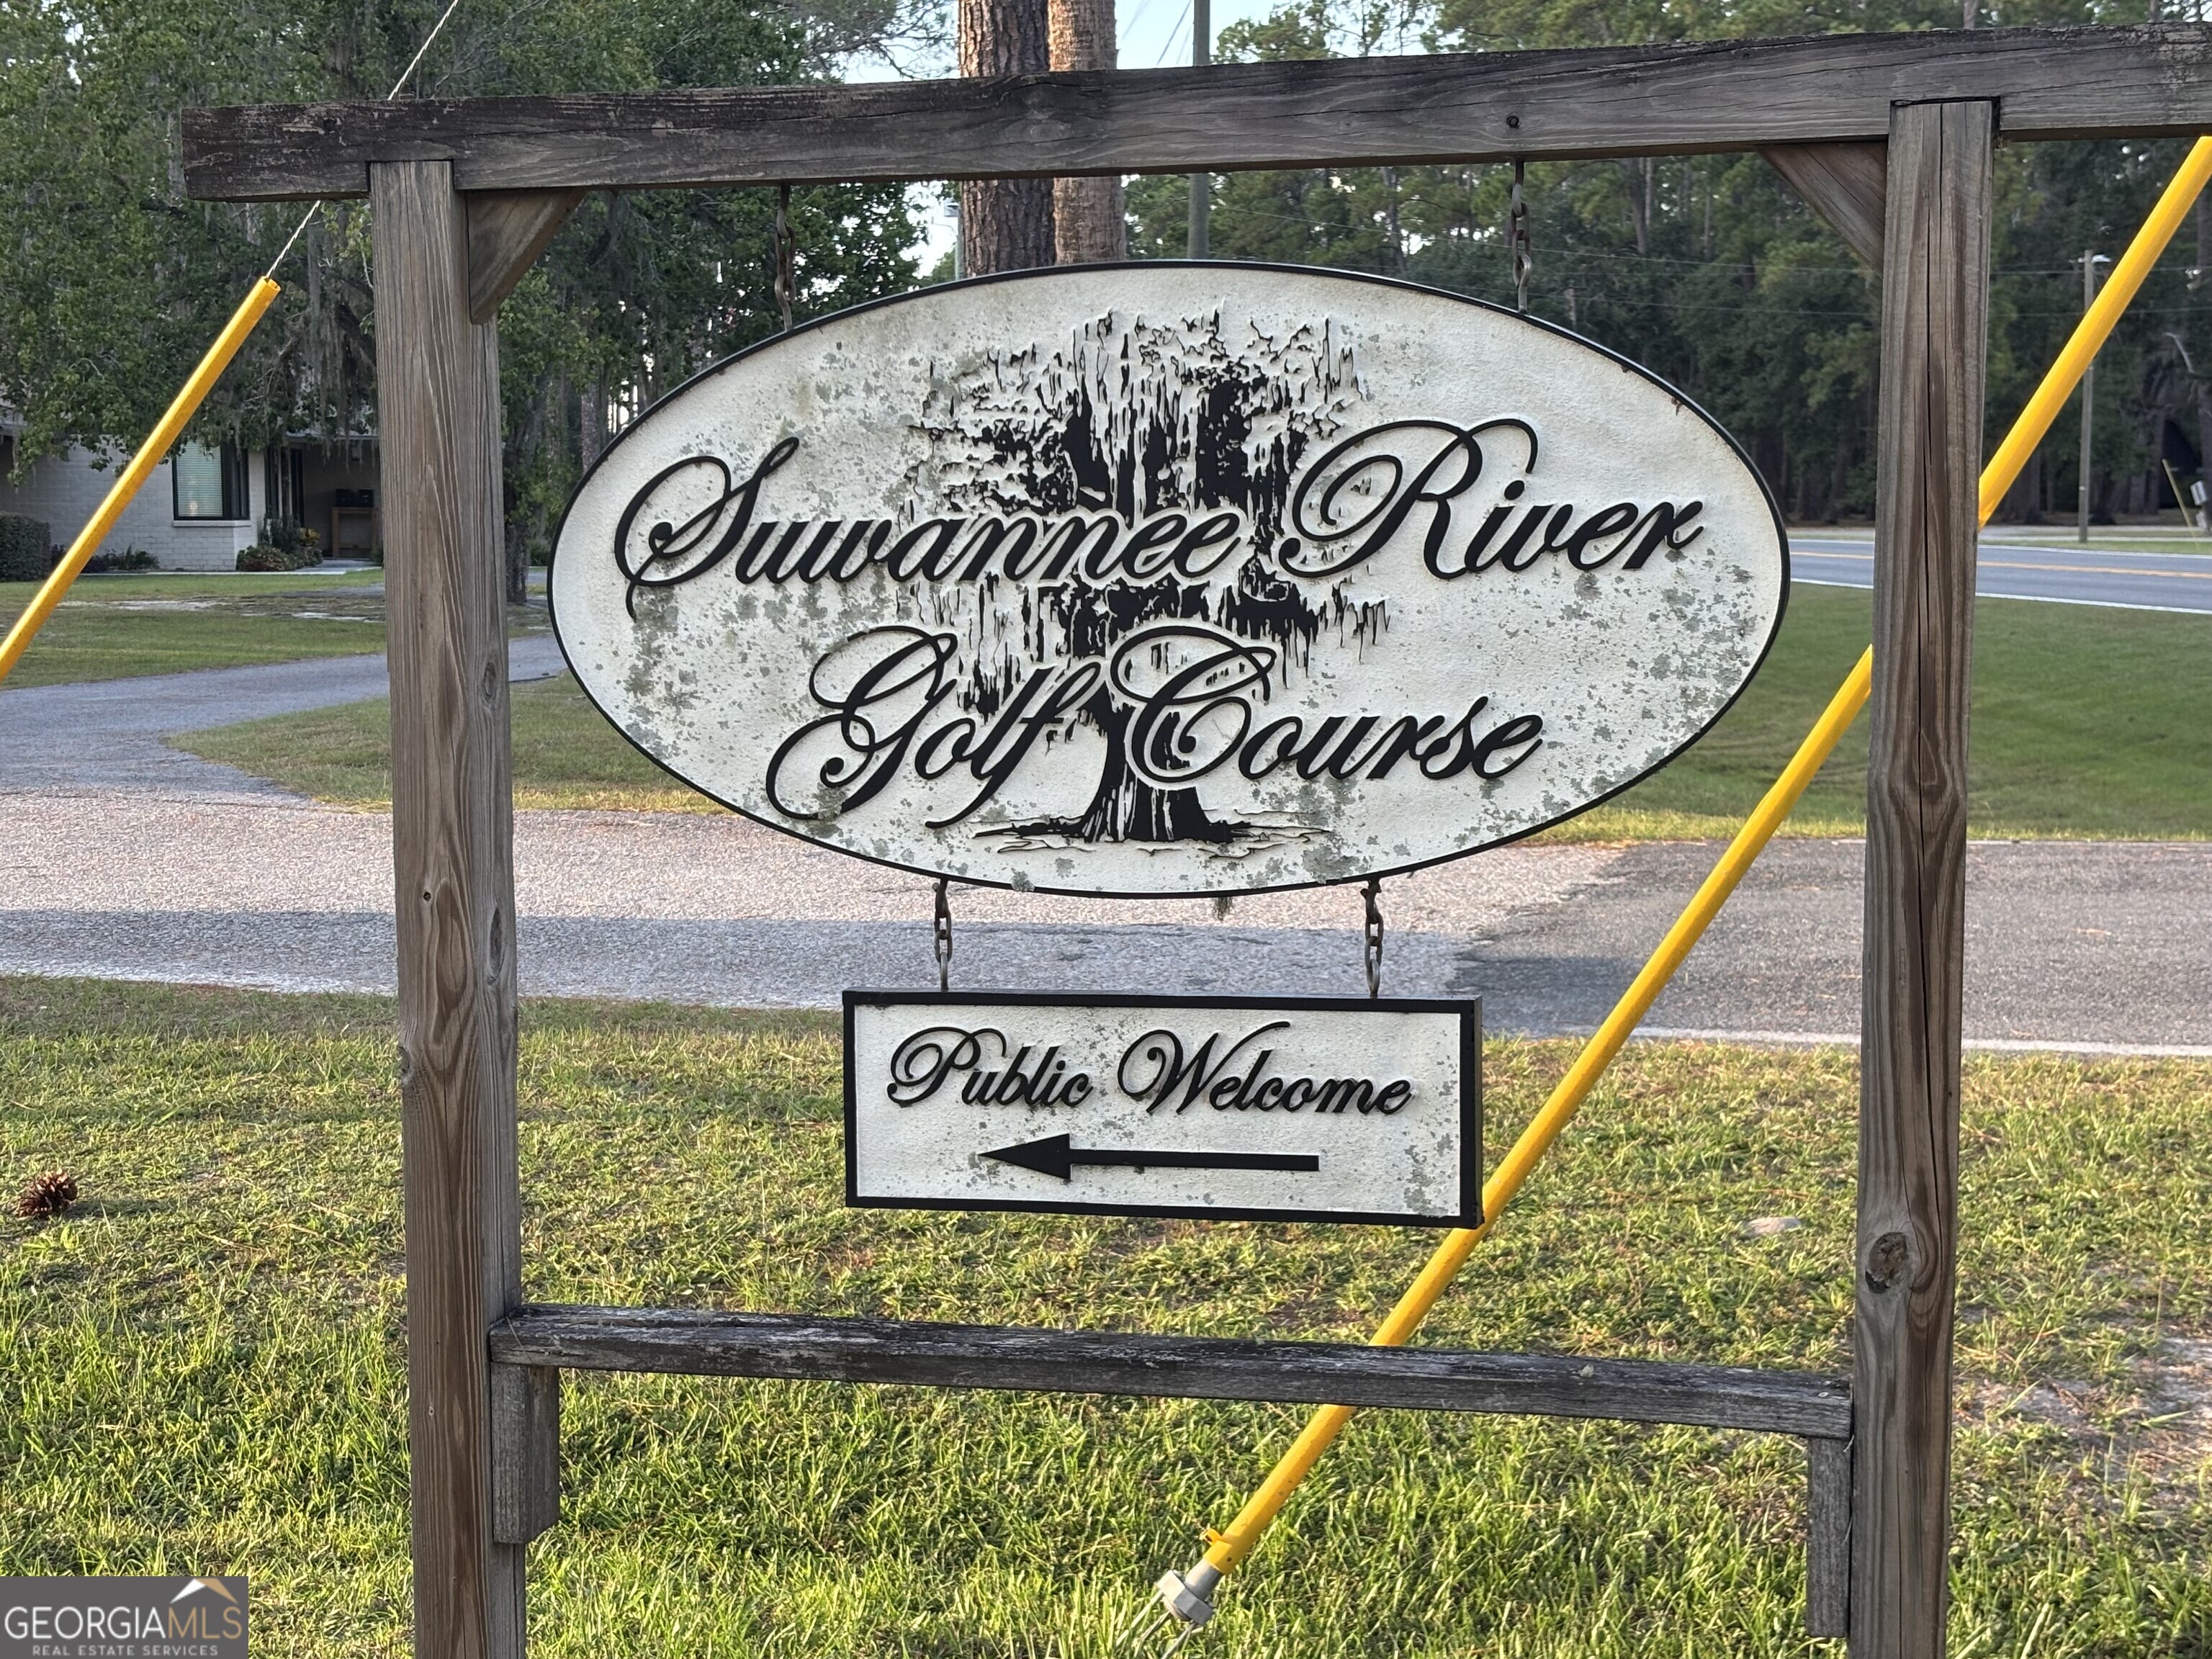 Suwannee River
Golf Course
Public Welcome
GEORGIAMLS
REAL ESTATE SERVICES